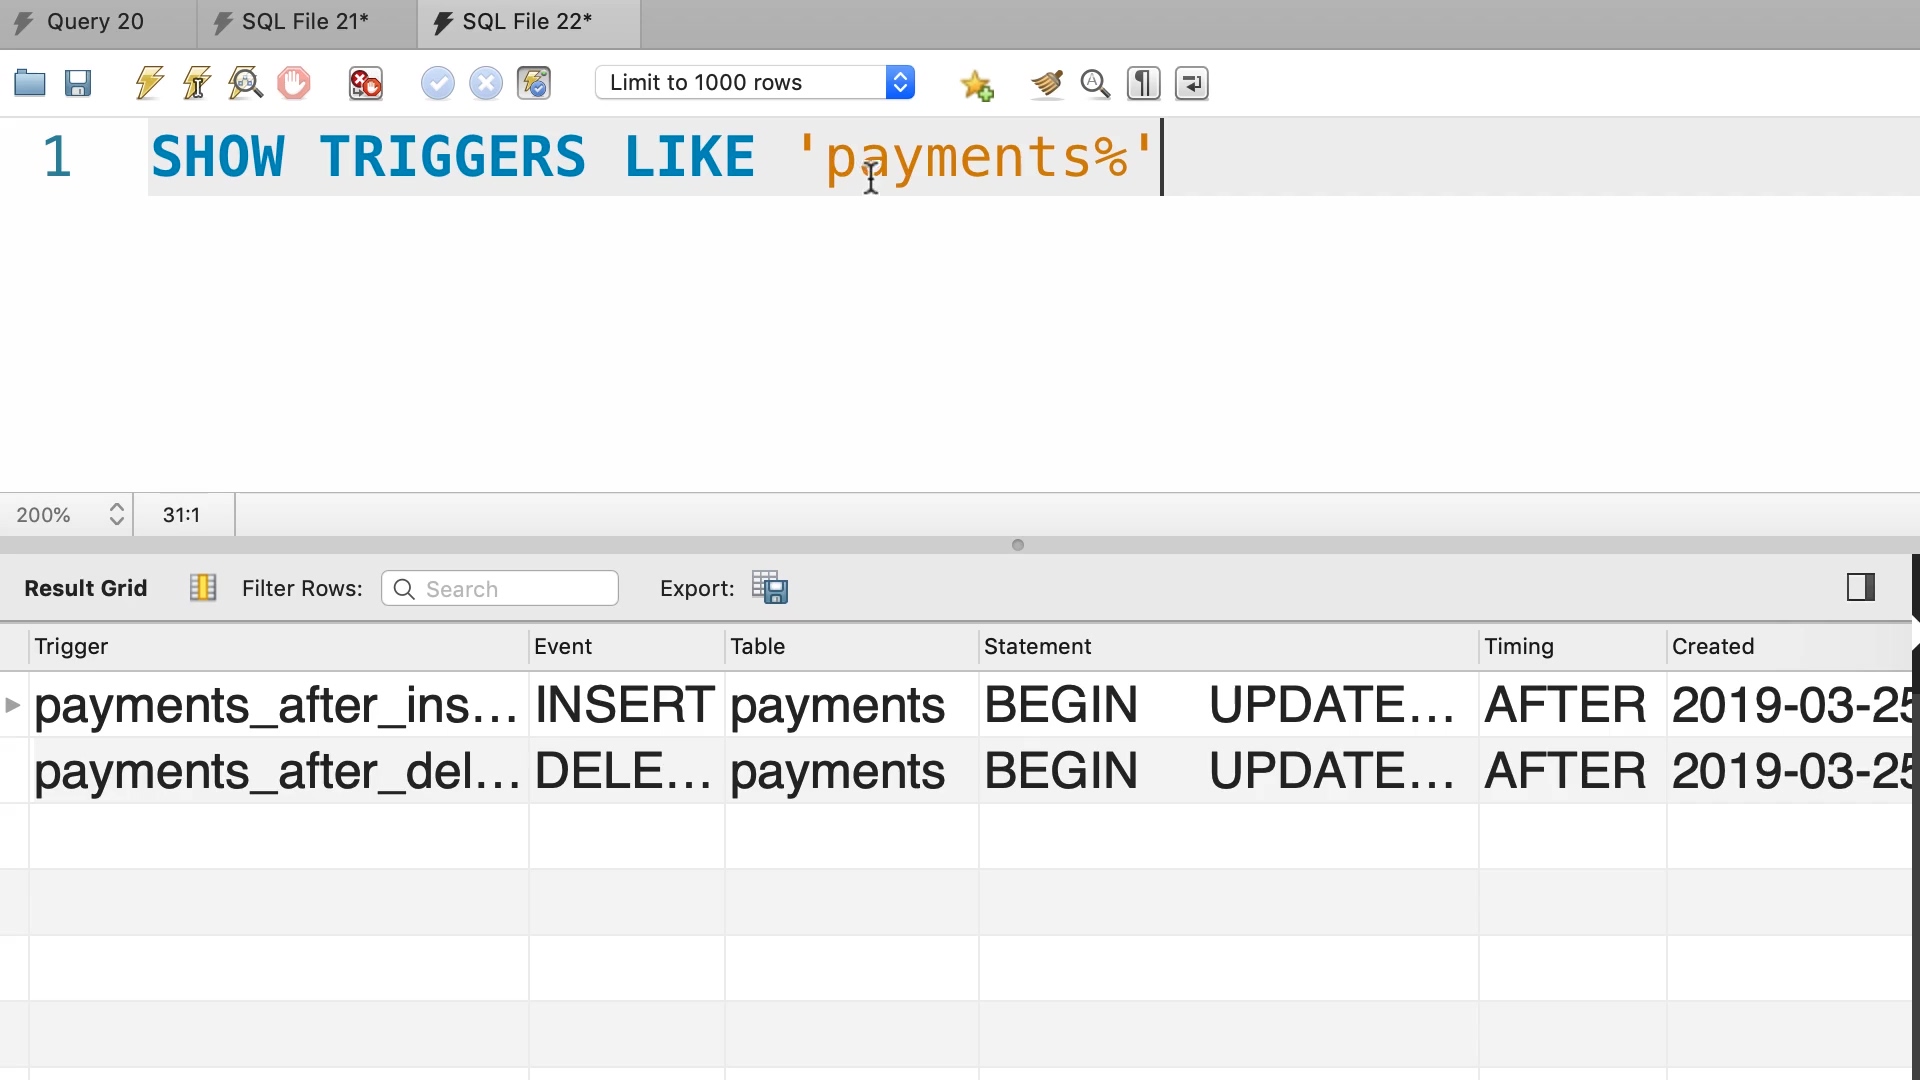 Query 20
SQL File 21*
SQL File 22*
Limit to 1000 rows
1 SHOW TRIGGERS LIKE 'payments%'
200% 31:1
Result Grid Filter Rows: Search Export:
Trigger Event Table Statement Timing Created
payments_after_ins... INSERT payments BEGIN UPDATE... AFTER 2019-03-25
payments_after_del... DELE... payments BEGIN UPDATE... AFTER 2019-03-25